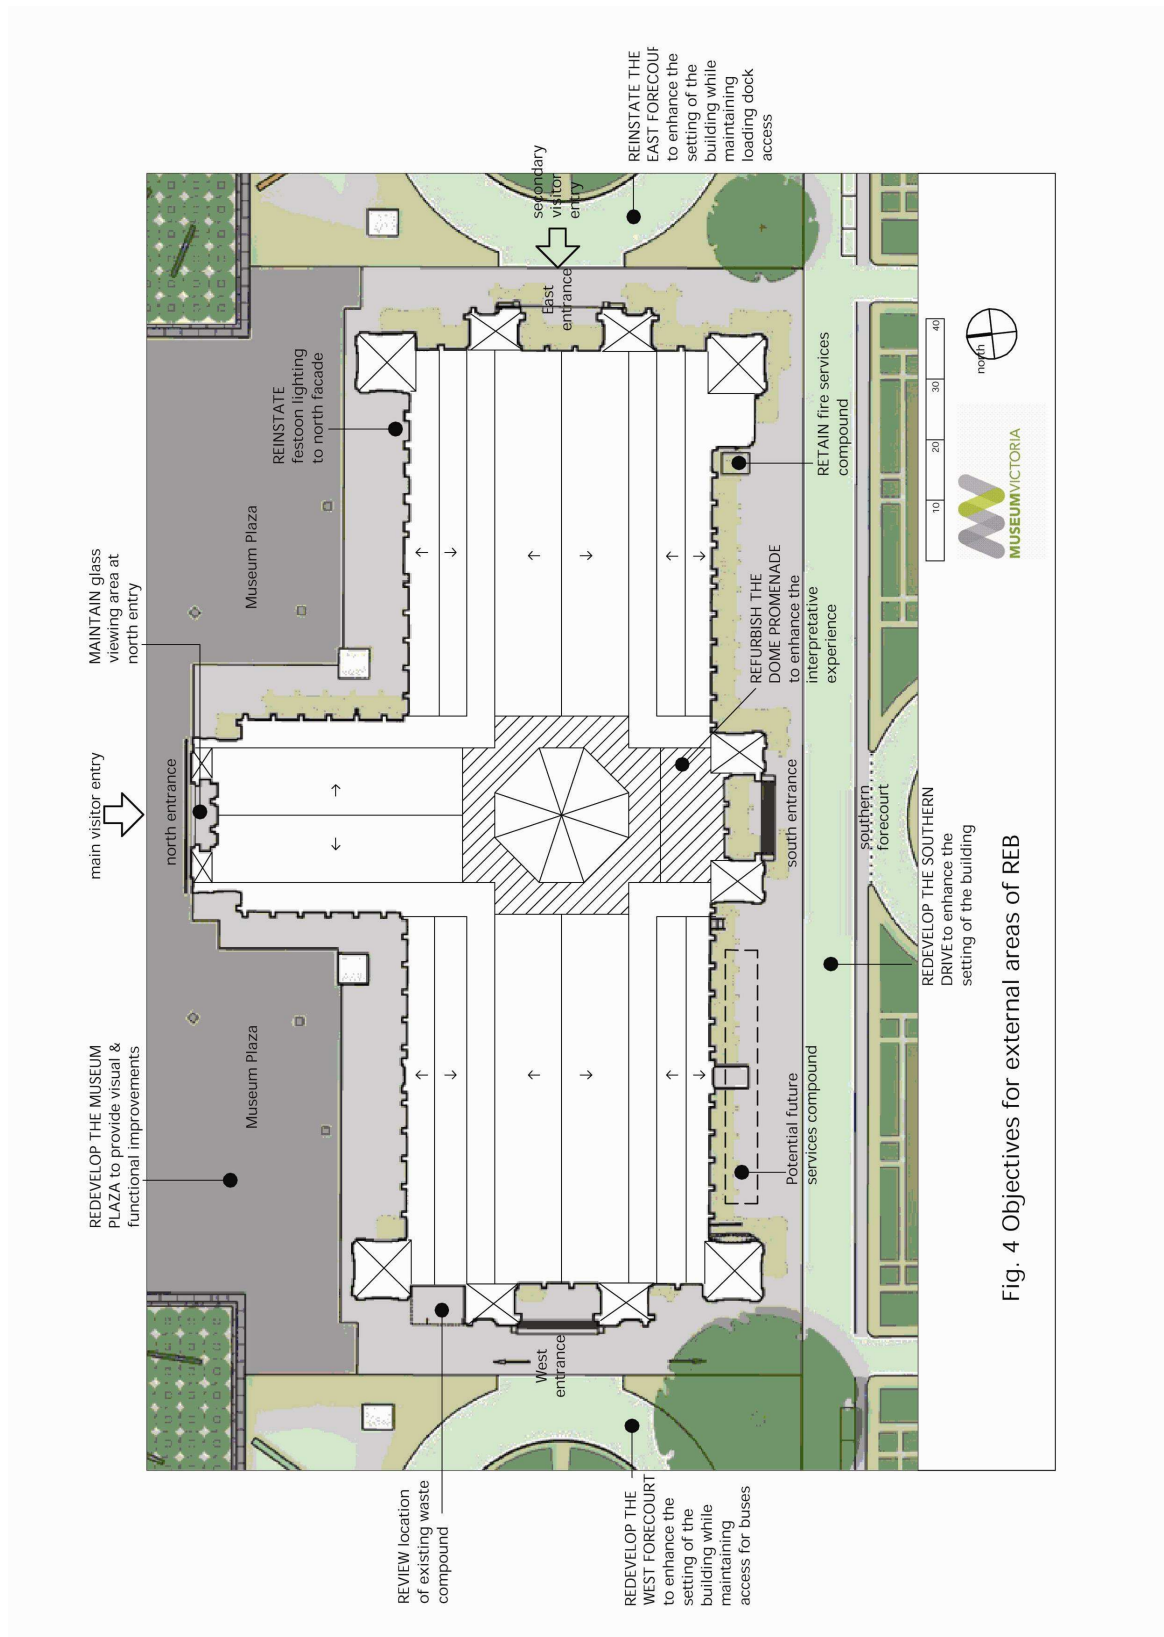 REDEVELOP THE MUSEUM
PLAZA to provide visual &
functional improvements
main visitor entry
MAINTAIN glass
viewing area at
north entry
north entrance
Museum Plaza
Museum Plaza
REINSTATE
festoon lighting
to north facade
secondary
visitor
entry
East
entrance
REINSTATE THE
EAST FORECOUR
to enhance the
setting of the
building while
maintaining
loading dock
access
REVIEW location
of existing waste
compound
West
entrance
REDEVELOP THE
WEST FORECOURT
to enhance the
setting of the
building while
maintaining
access for buses
Potential future
services compound
south entrance
REFURBISH THE
DOME PROMENADE
to enhance the
interpretative
experience
RETAIN fire services
compound
southern
forecourt
REDEVELOP THE SOUTHERN
DRIVE to enhance the
setting of the building
10
20
30
40
north
MUSEUMVICTORIA
Fig. 4 Objectives for external areas of REB